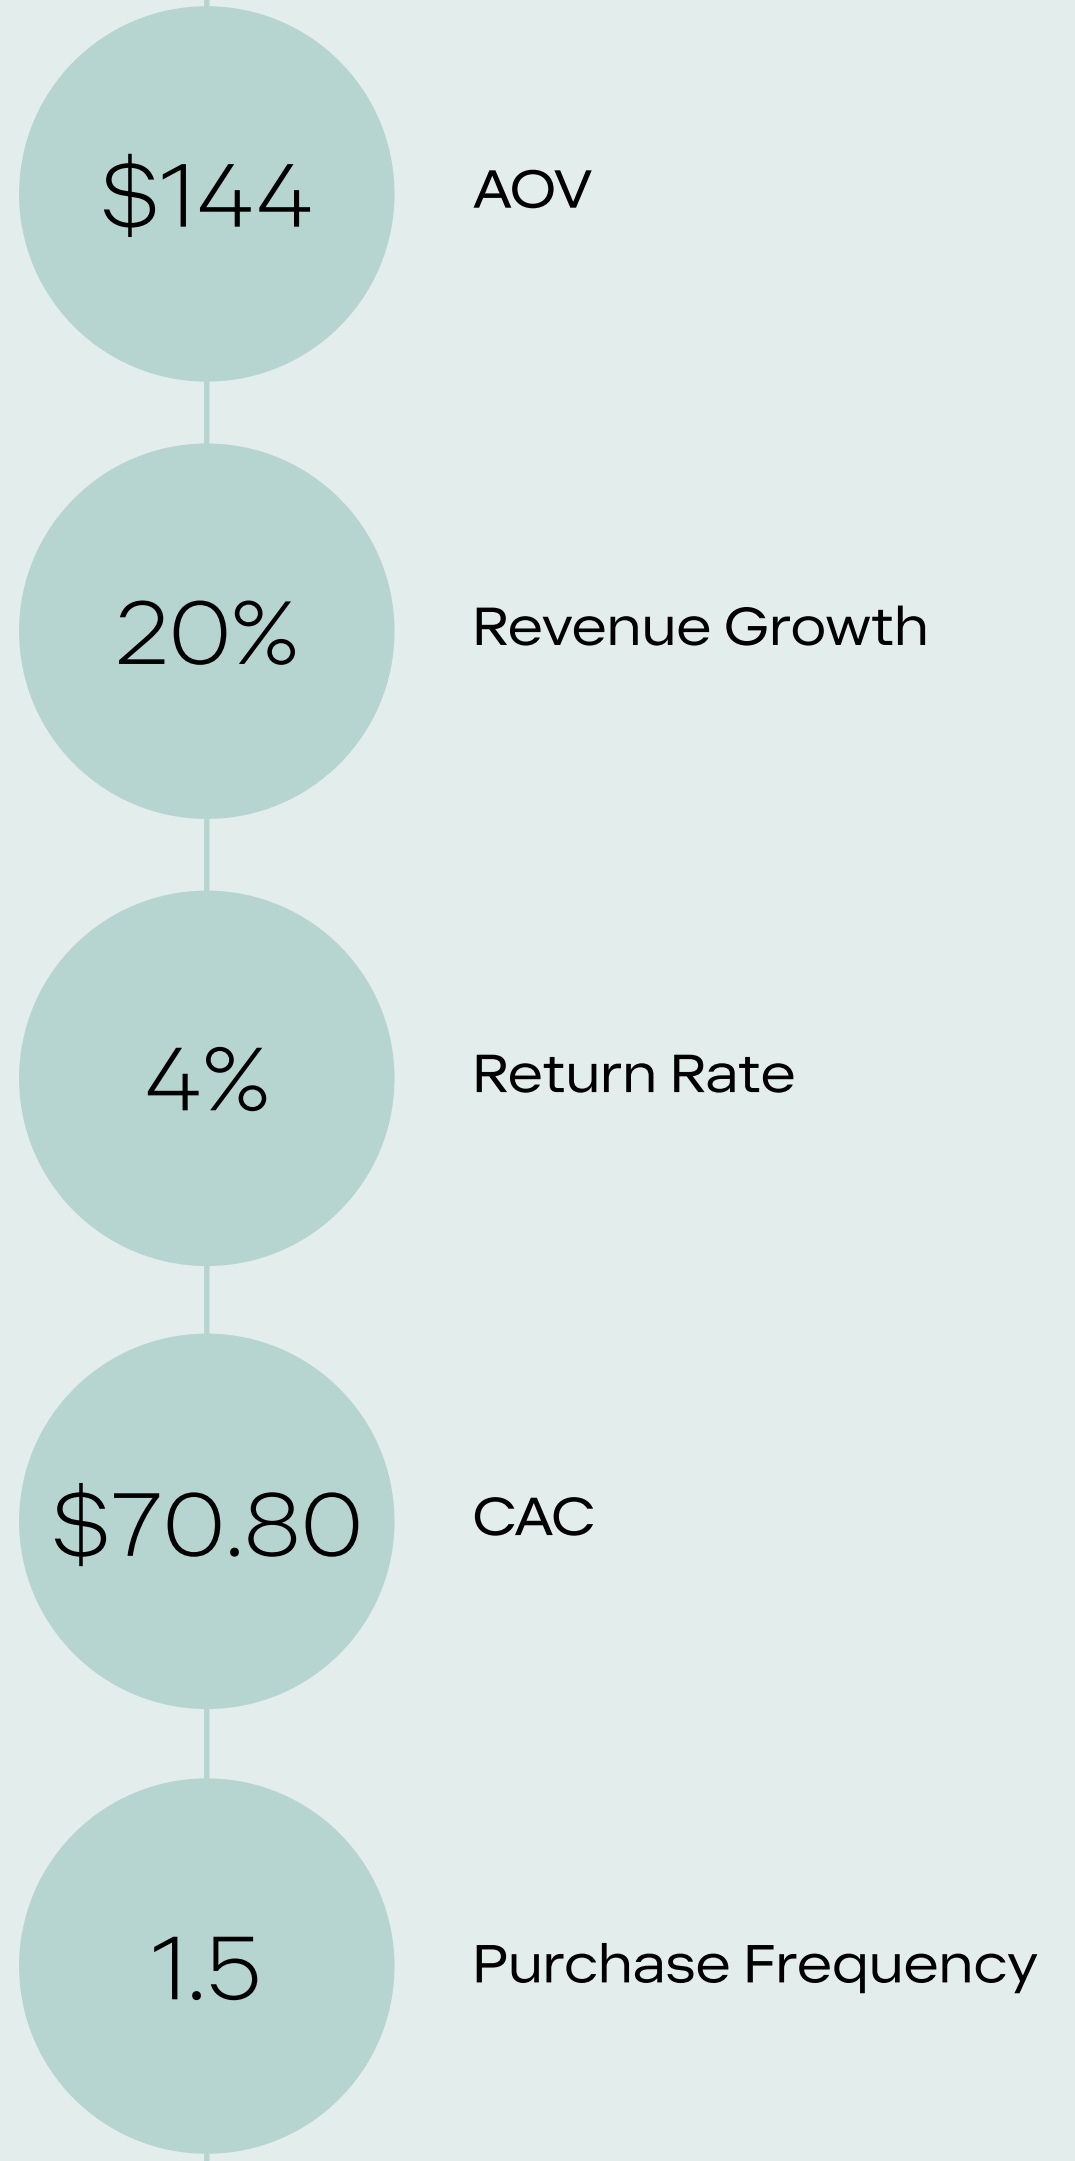 $144
AOV
20%
Revenue Growth
4%
Return Rate
$70.80
CAC
1.5
Purchase Frequency